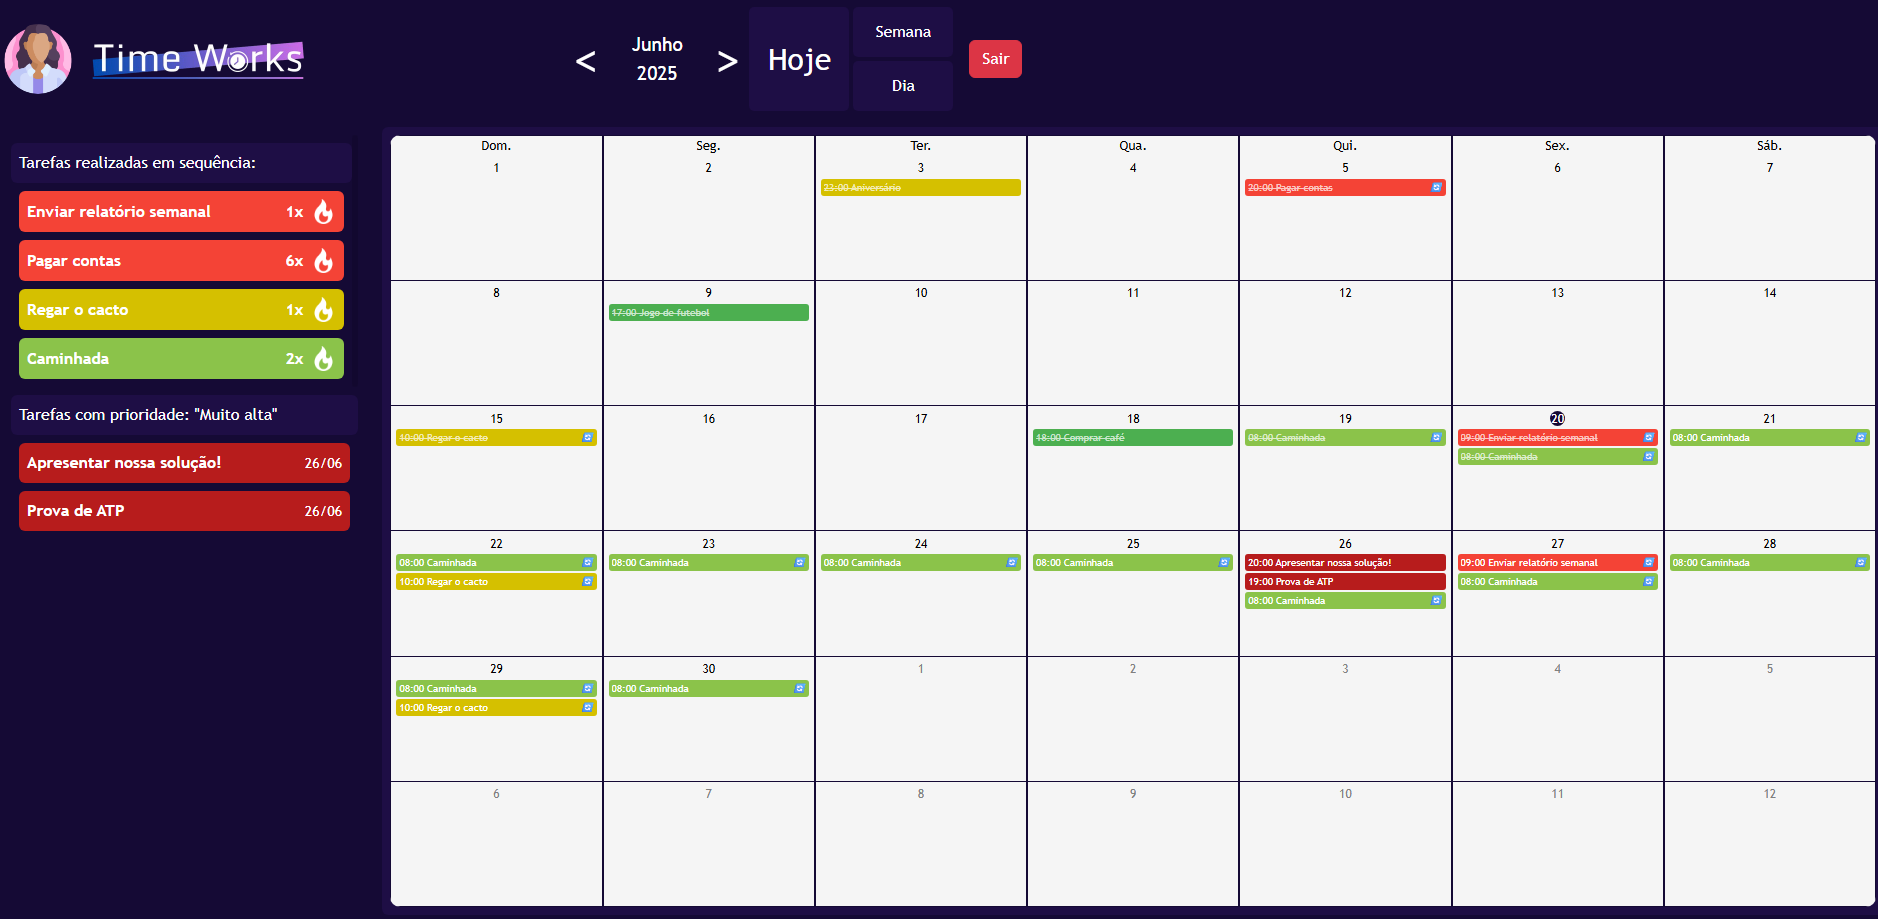 Time Works
<
Junho
2025
>
Hoje
Semana
Dia
Sair
Tarefas realizadas em sequência:
Enviar relatório semanal 1x
Pagar contas 6x
Regar o cacto 1x
Caminhada 2x
Tarefas com prioridade: "Muito alta"
Apresentar nossa solução! 26/06
Prova de ATP 26/06
Dom. Seg. Ter. Qua. Qui. Sex. Sáb.
1 2 3 4 5 6 7
23:00 Aniversário
20:00 Pagar contas
8 9 10 11 12 13 14
17:00 Jogo de futebol
15 16 17 18 19 20 21
10:00 Regar o cacto
18:00 Comprar café
08:00 Caminhada
09:00 Enviar relatório semanal
08:00 Caminhada
08:00 Caminhada
22 23 24 25 26 27 28
08:00 Caminhada
10:00 Regar o cacto
08:00 Caminhada
08:00 Caminhada
08:00 Caminhada
20:00 Apresentar nossa solução!
19:00 Prova de ATP
08:00 Caminhada
09:00 Enviar relatório semanal
08:00 Caminhada
08:00 Caminhada
29 30 1 2 3 4 5
08:00 Caminhada
10:00 Regar o cacto
08:00 Caminhada
6 7 8 9 10 11 12